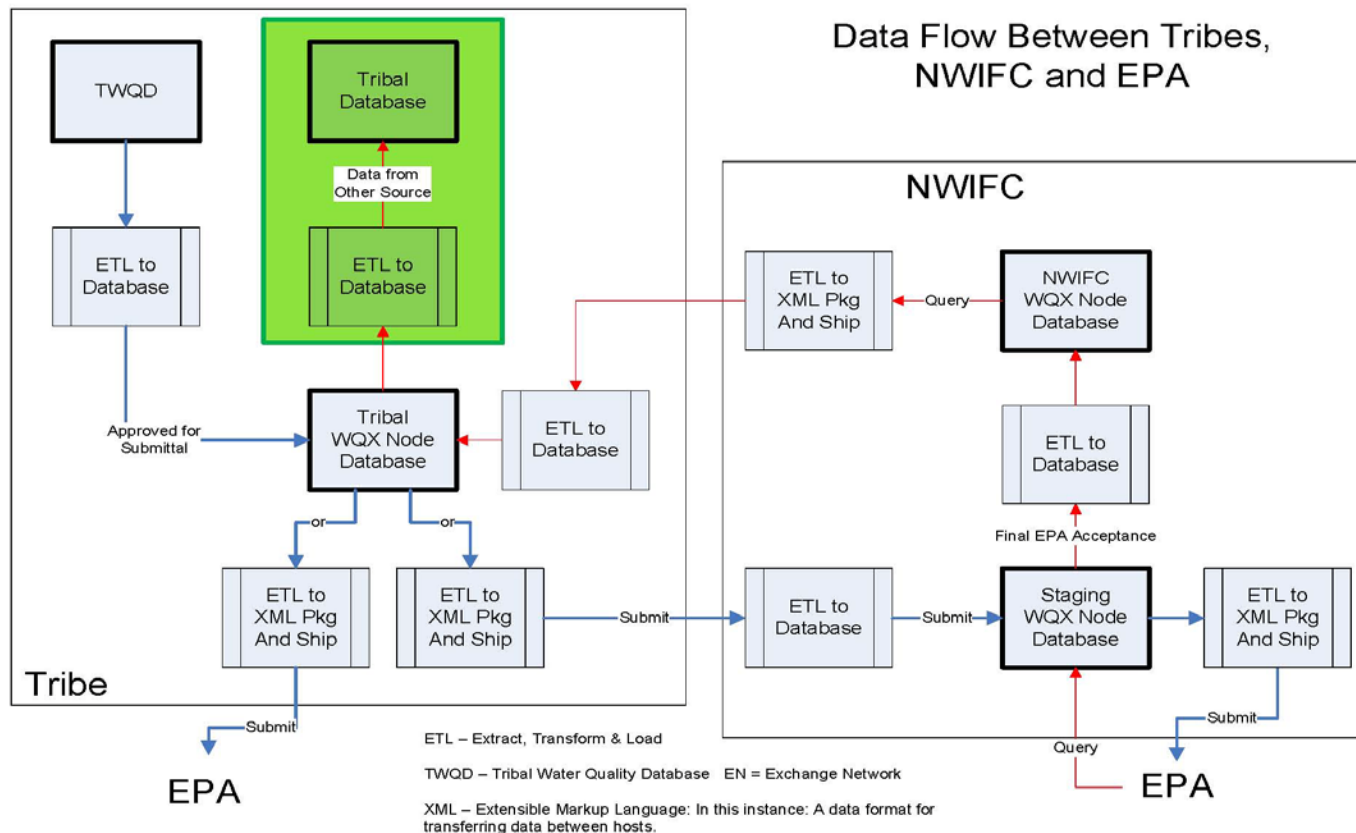 Data Flow Between Tribes,
NWIFC and EPA
TWQD
Tribal
Database
Data from
Other Source
ETL to
Database
ETL to
Database
Approved for
Submittal
Tribal
WQX Node
Database
ETL to
Database
or
or
ETL to
XML Pkg
And Ship
ETL to
XML Pkg
And Ship
Tribe
Submit
EPA
Submit
NWIFC
ETL to
XML Pkg
And Ship
Query
NWIFC
WQX Node
Database
ETL to
Database
Final EPA Acceptance
ETL to
Database
Submit
Staging
WQX Node
Database
ETL to
XML Pkg
And Ship
Submit
Query
EPA
ETL – Extract, Transform & Load
TWQD – Tribal Water Quality Database EN = Exchange Network
XML – Extensible Markup Language: In this instance: A data format for
transferring data between hosts.